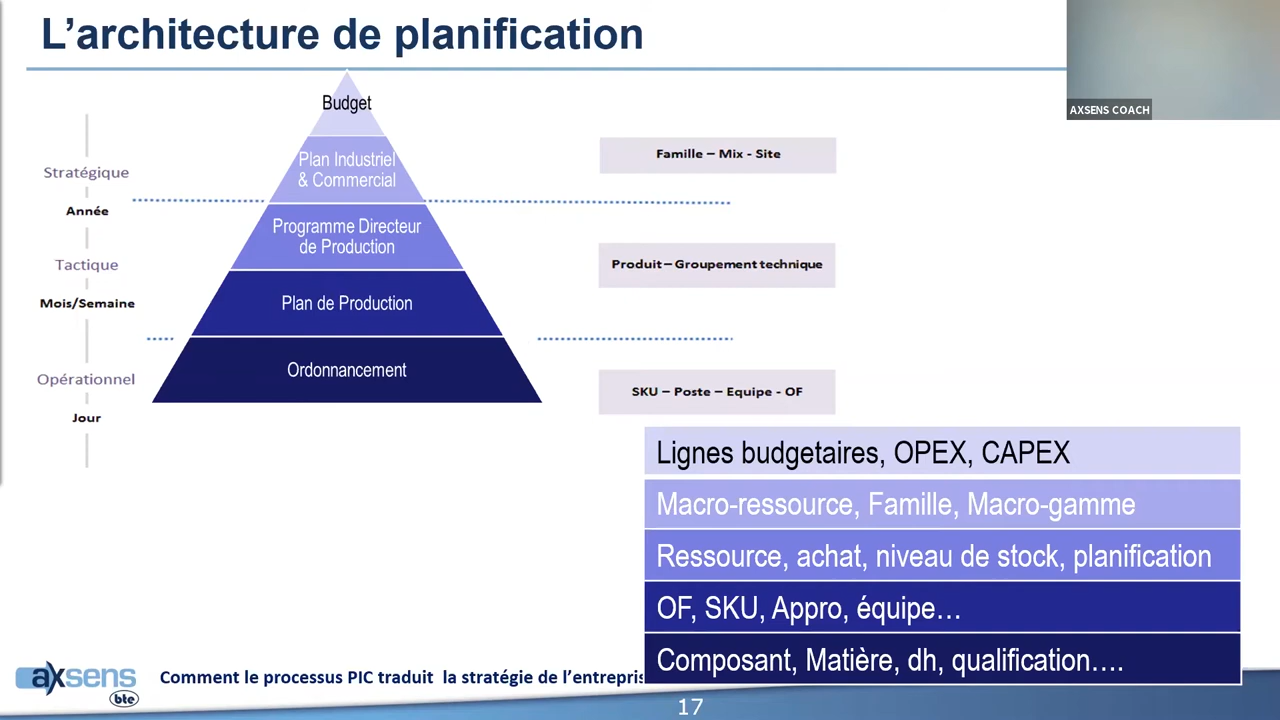 L’architecture de planification
AXSENS COACH
Budget
Plan Industriel
& Commercial
Programme Directeur
de Production
Plan de Production
Ordonnancement
Stratégique
Année
Tactique
Mois/Semaine
Opérationnel
Jour
Famille – Mix - Site
Produit – Groupement technique
SKU – Poste – Equipe - OF
Lignes budgetaires, OPEX, CAPEX
Macro-ressource, Famille, Macro-gamme
Ressource, achat, niveau de stock, planification
OF, SKU, Appro, équipe…
Composant, Matière, dh, qualification….
axsens
bte
Comment le processus PIC traduit la stratégie de l’entrepris
17